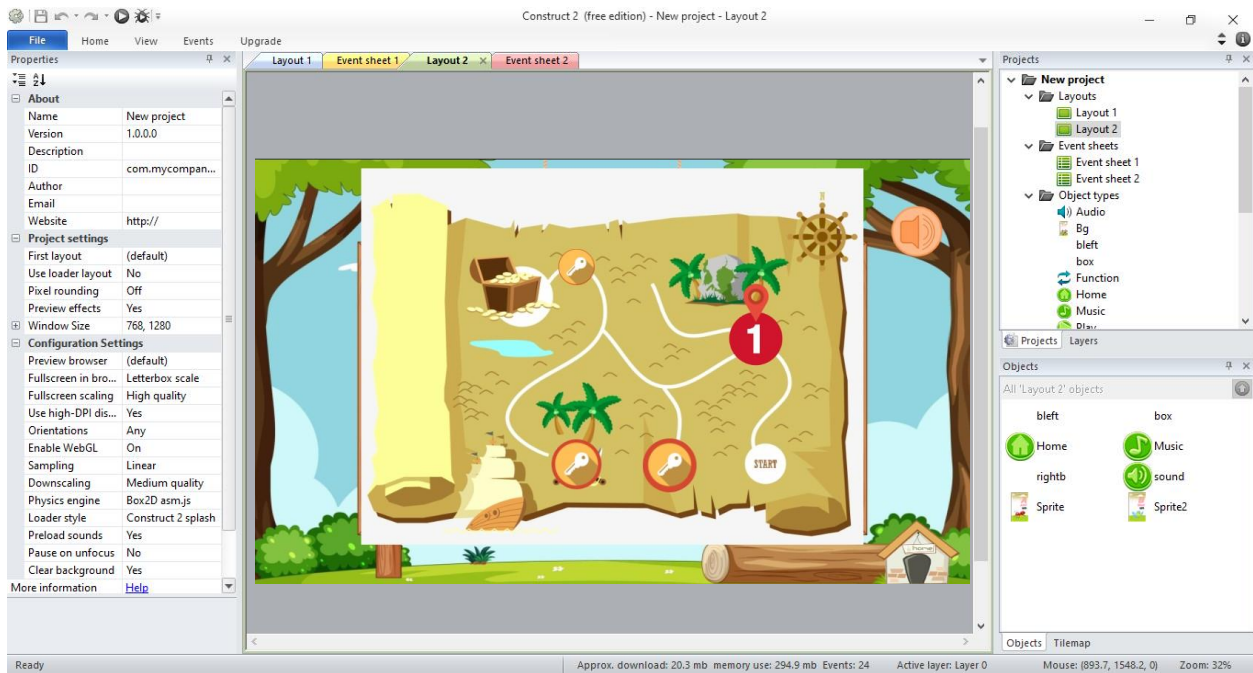 Construct 2 (free edition) - New project - Layout 2
File Home View Events Upgrade
Properties
Layout 1 Event sheet 1 Layout 2 Event sheet 2
Projects
About
Name New project
Version 1.0.0.0
Description
ID com.mycompan...
Author
Email
Website http://
Project settings
First layout (default)
Use loader layout No
Pixel rounding Off
Preview effects Yes
Window Size 768, 1280
Configuration Settings
Preview browser (default)
Fullscreen in bro... Letterbox scale
Fullscreen scaling High quality
Use high-DPI dis... Yes
Orientations Any
Enable WebGL On
Sampling Linear
Downscaling Medium quality
Physics engine Box2D asm.js
Loader style Construct 2 splash
Preload sounds Yes
Pause on unfocus No
Clear background Yes
More information Help
N
1
START
home
New project
Layouts
Layout 1
Layout 2
Event sheets
Event sheet 1
Event sheet 2
Object types
Audio
Bg
bleft
box
Function
Home
Music
Play
Projects Layers
Objects
All 'Layout 2' objects
bleft box
Home Music
rightb sound
Sprite Sprite2
Objects Tilemap
Ready
Approx. download: 20.3 mb memory use: 294.9 mb Events: 24 Active layer: Layer 0 Mouse: (893.7, 1548.2, 0) Zoom: 32%